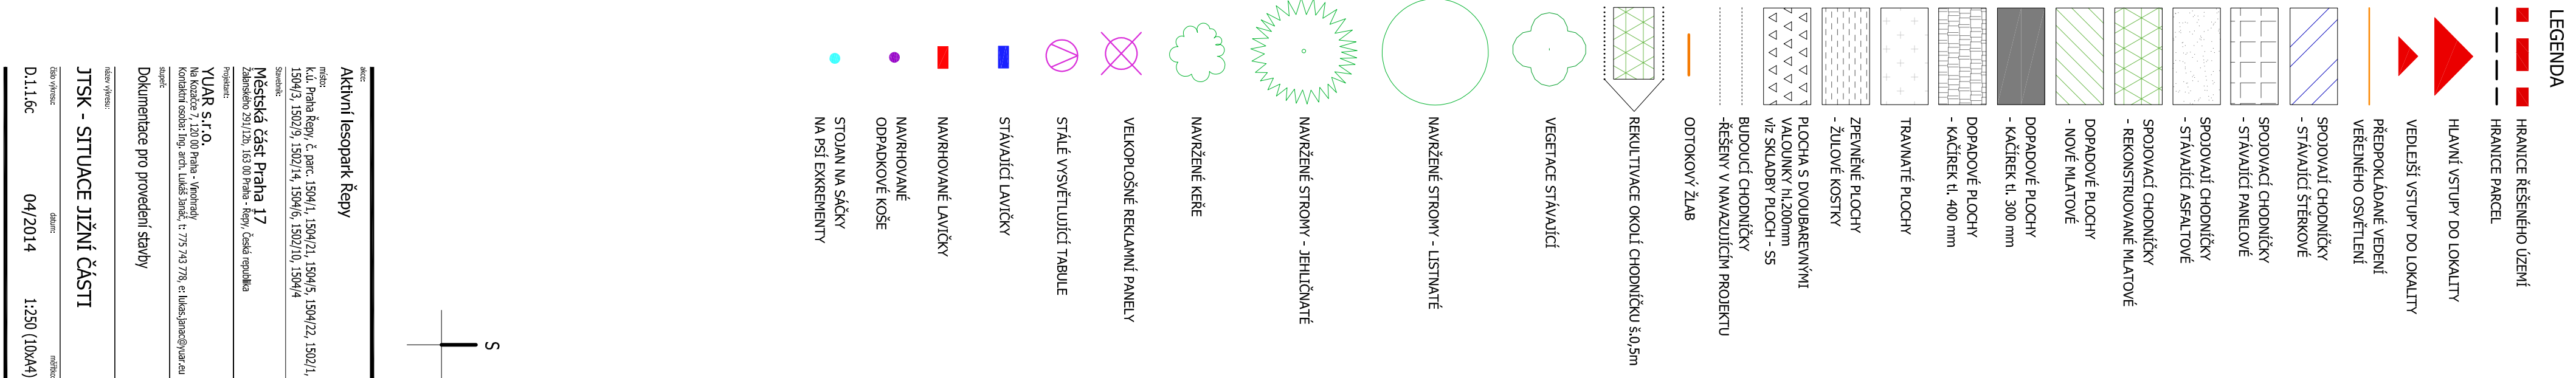 LEGENDA
HRANICE ŘEŠENÉHO ÚZEMÍ
HRANICE PARCEL
HLAVNÍ VSTUPY DO LOKALITY
VEDLEJŠÍ VSTUPY DO LOKALITY
PŘEDPOKLÁDANÉ VEDENÍ
VEŘEJNÉHO OSVĚTLENÍ
SPOJOVAJÍ CHODNÍČKY
- STÁVAJÍCÍ ŠTĚRKOVÉ
SPOJOVACÍ CHODNÍČKY
- STÁVAJÍCÍ PANELOVÉ
SPOJOVAJÍ CHODNÍČKY
- STÁVAJÍCÍ ASFALTOVÉ
SPOJOVACÍ CHODNÍČKY
- REKONSTRUOVANÉ MLATOVÉ
DOPADOVÉ PLOCHY
- NOVÉ MLATOVÉ
DOPADOVÉ PLOCHY
- KAČÍREK tl. 300 mm
DOPADOVÉ PLOCHY
- KAČÍREK tl. 400 mm
TRAVNATÉ PLOCHY
ZPEVNĚNÉ PLOCHY
- ŽULOVÉ KOSTKY
PLOCHA S DVOUBAREVNÝMI
VALOUNKY hl.200mm
viz SKLADBY PLOCH - S5
BUDOUCÍ CHODNÍČKY
-ŘEŠENY V NAVAZUJÍCÍM PROJEKTU
ODTOKOVÝ ŽLAB
REKULTIVACE OKOLÍ CHODNÍČKU š.0,5m
VEGETACE STÁVAJÍCÍ
NAVRŽENÉ STROMY - LISTNATÉ
NAVRŽENÉ STROMY - JEHLIČNATÉ
NAVRŽENÉ KEŘE
VELKOPLOŠNÉ REKLAMNÍ PANELY
STÁLÉ VYSVĚTLUJÍCÍ TABULE
STÁVAJÍCÍ LAVIČKY
NAVRHOVANÉ LAVIČKY
NAVRHOVANÉ
ODPADKOVÉ KOŠE
STOJAN NA SÁČKY
NA PSÍ EXKREMENTY
S
akce:
Aktivní lesopark Řepy
místo:
k.ú. Praha Řepy, č. parc. 1504/1, 1504/21, 1504/5, 1504/22, 1502/1,
1504/3, 1502/9, 1502/14, 1504/6, 1502/10, 1504/4
Stavebník:
Městská část Praha 17
Žalanského 291/12b, 163 00 Praha - Řepy, Česká republika
Projektant:
YUAR s.r.o.
Na Kozačce 7, 120 00 Praha - Vinohrady
Kontaktní osoba: Ing. arch. Lukáš Janáč, t: 775 743 778, e: lukas.janac@yuar.eu
stupeň:
Dokumentace pro provedení stavby
název výkresu:
JTSK - SITUACE JIŽNÍ ČÁSTI
číslo výkresu: datum: měřítko:
D.1.1.6c 04/2014 1:250 (10xA4)